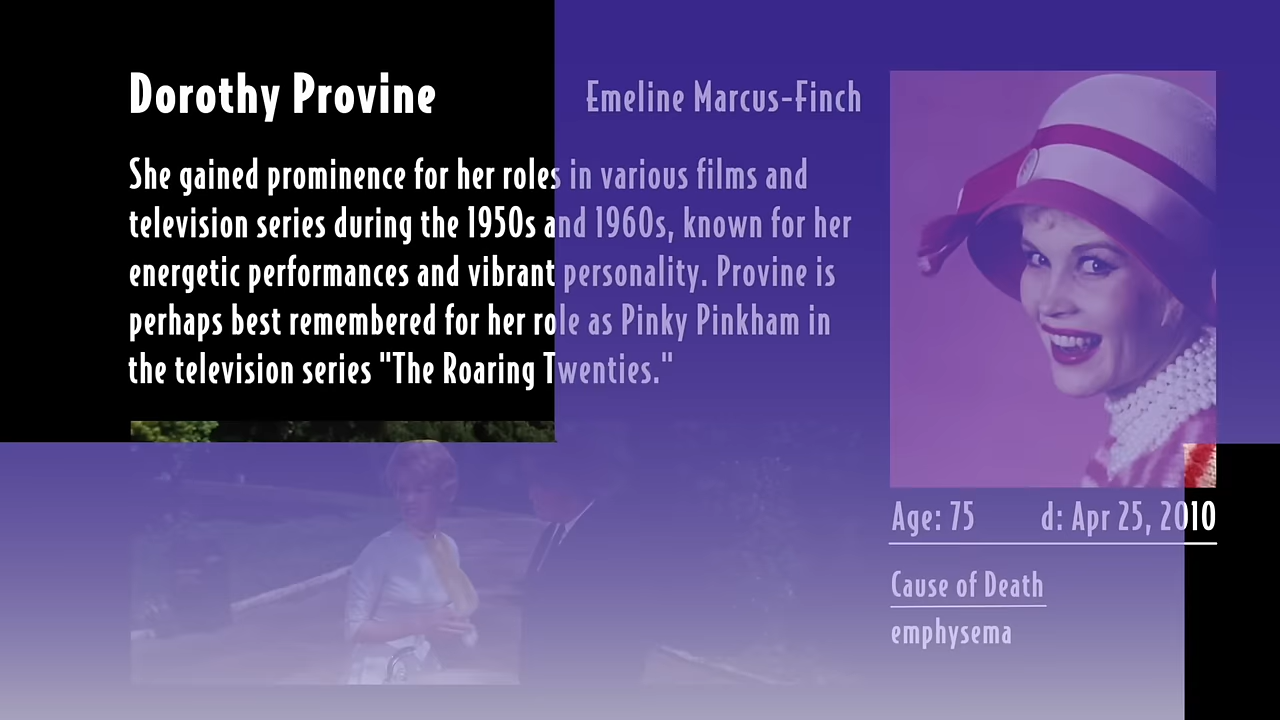 Dorothy Provine
Emeline Marcus-Finch
She gained prominence for her roles in various films and
television series during the 1950s and 1960s, known for her
energetic performances and vibrant personality. Provine is
perhaps best remembered for her role as Pinky Pinkham in
the television series "The Roaring Twenties."
Age: 75
d: Apr 25, 2010
Cause of Death
emphysema